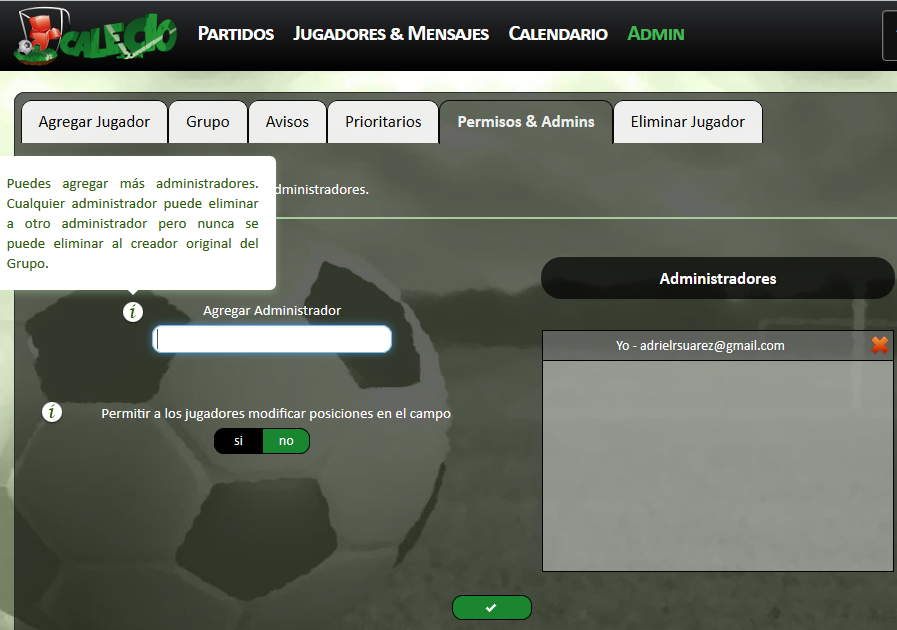 CALECIO
PARTIDOS JUGADORES & MENSAJES CALENDARIO ADMIN
Agregar Jugador Grupo Avisos Prioritarios Permisos & Admins Eliminar Jugador
Puedes agregar más administradores.
Cualquier administrador puede eliminar
a otro administrador pero nunca se
puede eliminar al creador original del
Grupo.
dministradores.
Administradores
i Agregar Administrador
Yo - adrielrsuarez@gmail.com
i Permitir a los jugadores modificar posiciones en el campo
si no